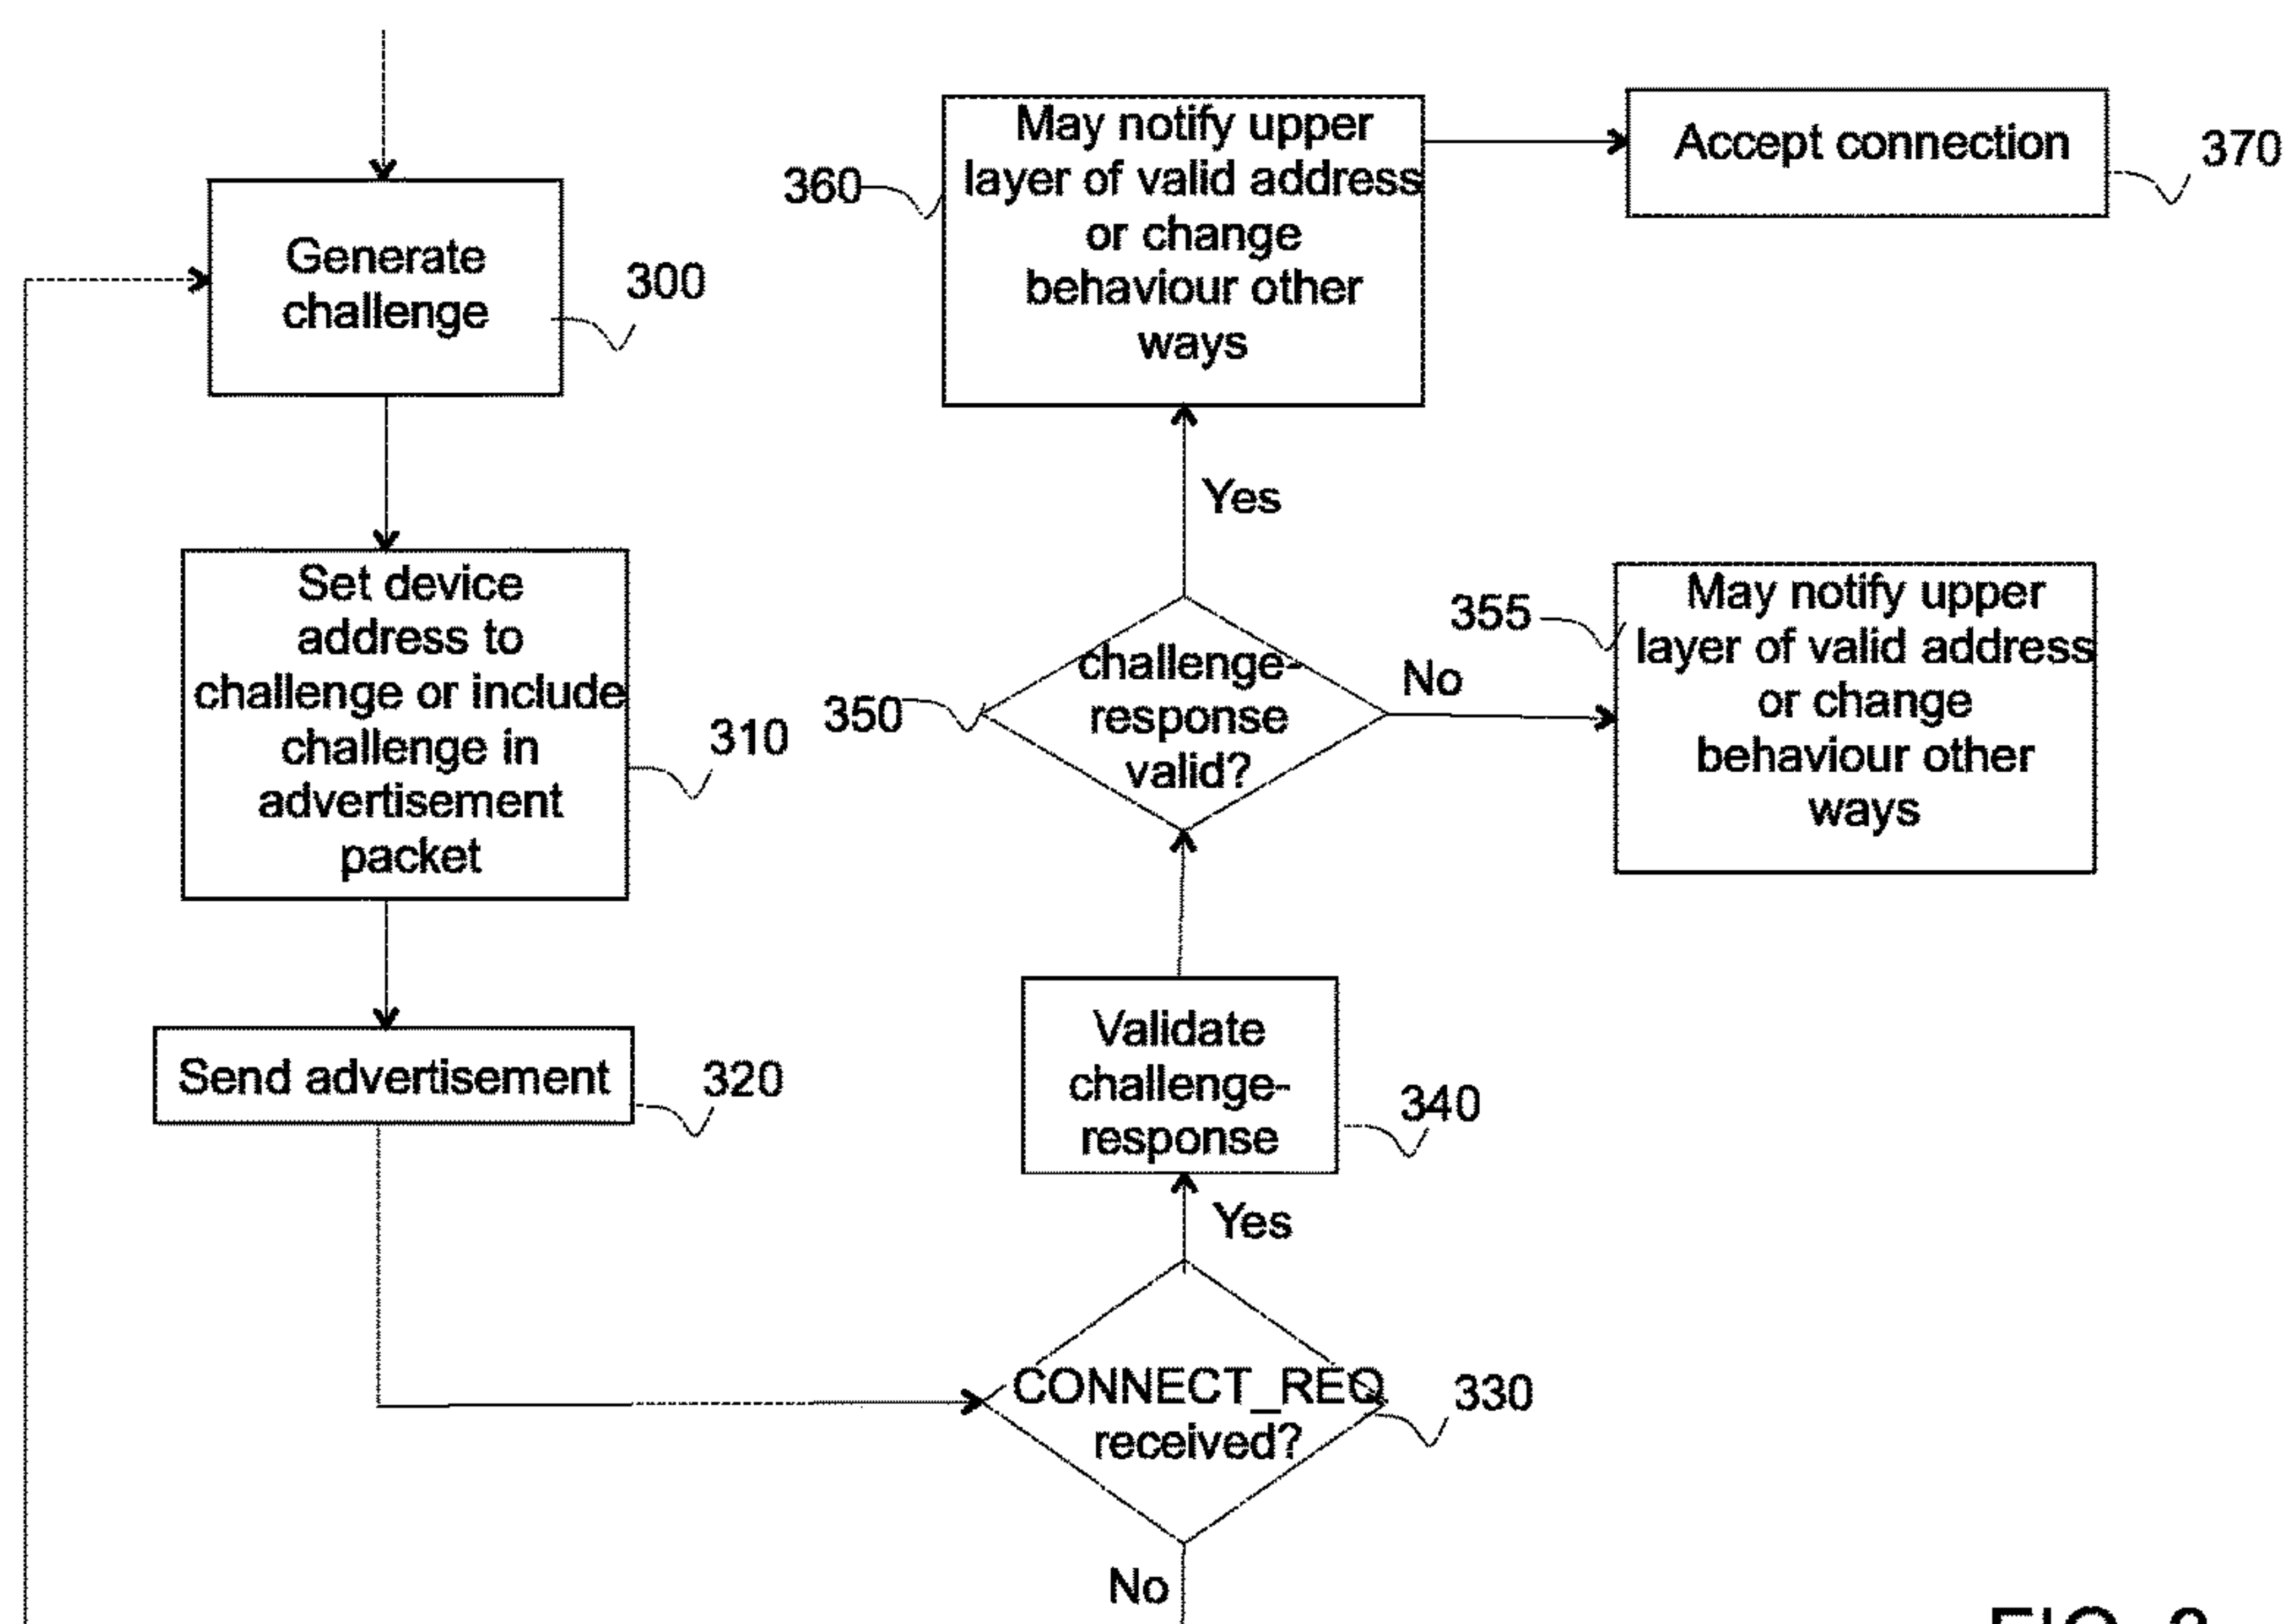 Generate
challenge
300
Set device
address to
challenge or include
challenge in
advertisement
packet
310
Send advertisement
320
CONNECT_REQ
received?
330
Yes
No
Validate
challenge-
response
340
challenge-
response
valid?
350
Yes
No
May notify upper
layer of valid address
or change
behaviour other
ways
355
May notify upper
layer of valid address
or change
behaviour other
ways
360
Accept connection
370